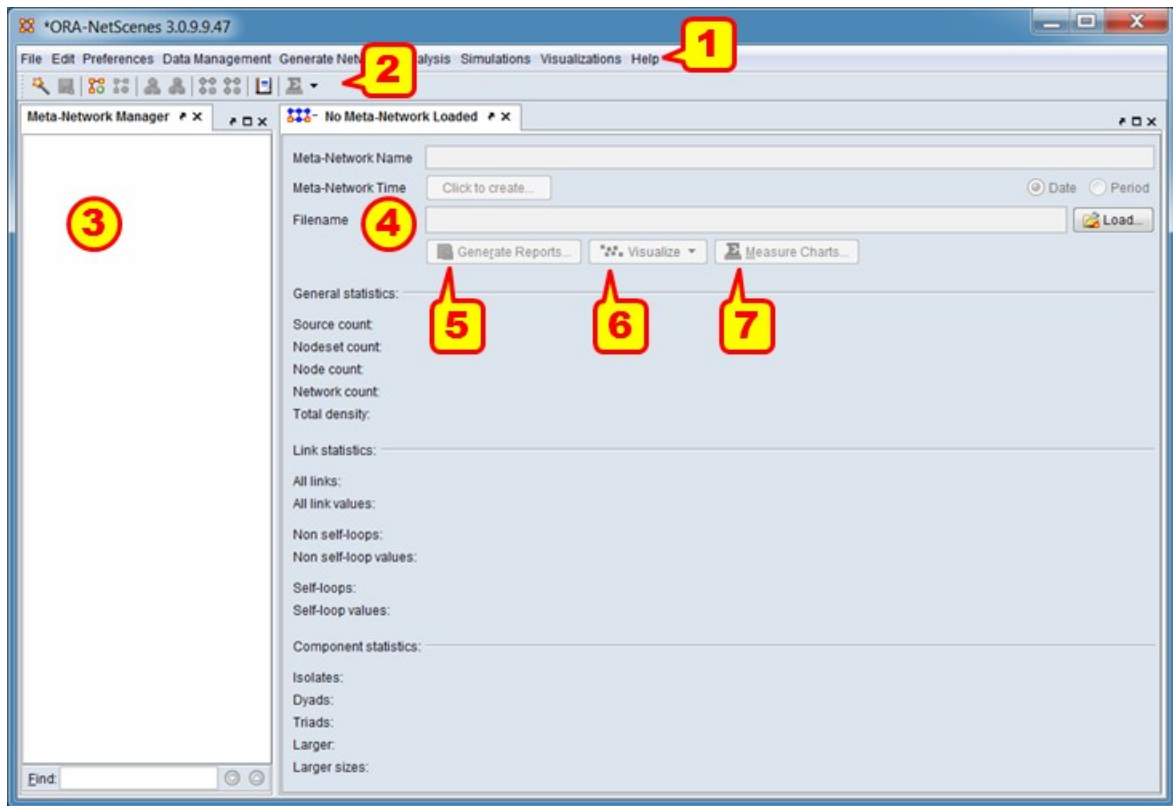 *ORA-NetScenes 3.0.9.9.47
File Edit Preferences Data Management Generate Net alysis Simulations Visualizations Help
1
2
Meta-Network Manager
No Meta-Network Loaded
Meta-Network Name
Meta-Network Time Click to create... Date Period
3
4
Filename Load...
Generate Reports... Visualize Measure Charts...
General statistics:
5 6 7
Source count:
Nodeset count:
Node count:
Network count:
Total density:
Link statistics:
All links:
All link values:
Non self-loops:
Non self-loop values:
Self-loops:
Self-loop values:
Component statistics:
Isolates:
Dyads:
Triads:
Larger:
Larger sizes:
Find: